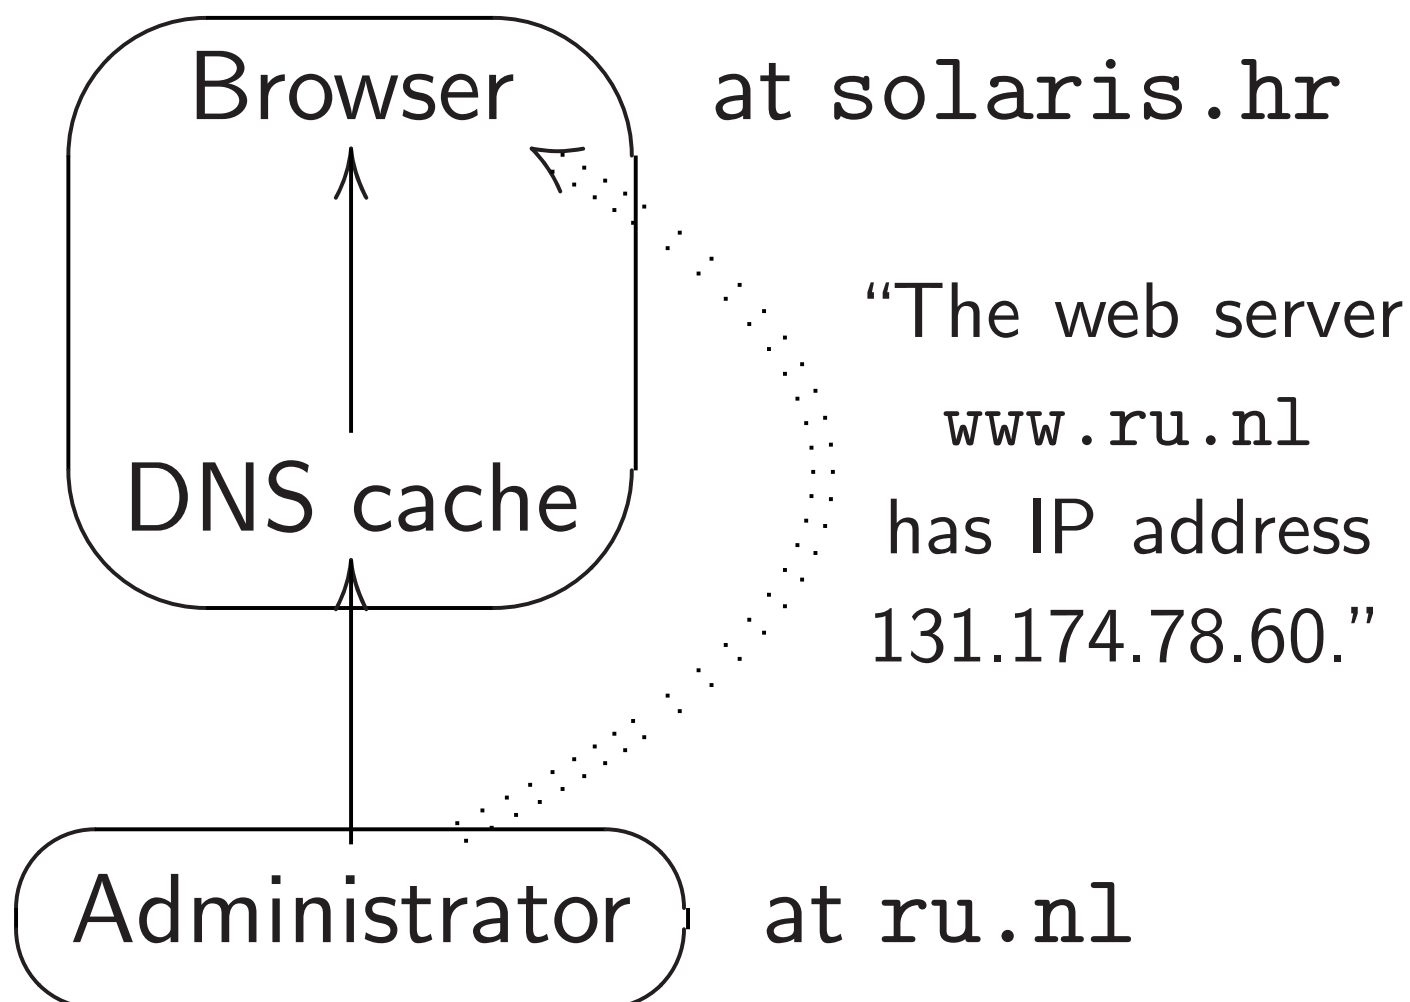 Browser at solaris.hr
“The web server
www.ru.nl
DNS cache
has IP address
131.174.78.60.”
Administrator at ru.nl